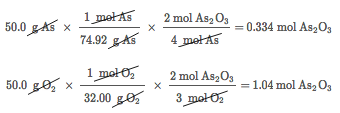 50.0 g As × 1 mol As / 74.92 g As × 2 mol As₂O₃ / 4 mol As = 0.334 mol As₂O₃
50.0 g O₂ × 1 mol O₂ / 32.00 g O₂ × 2 mol As₂O₃ / 3 mol O₂ = 1.04 mol As₂O₃